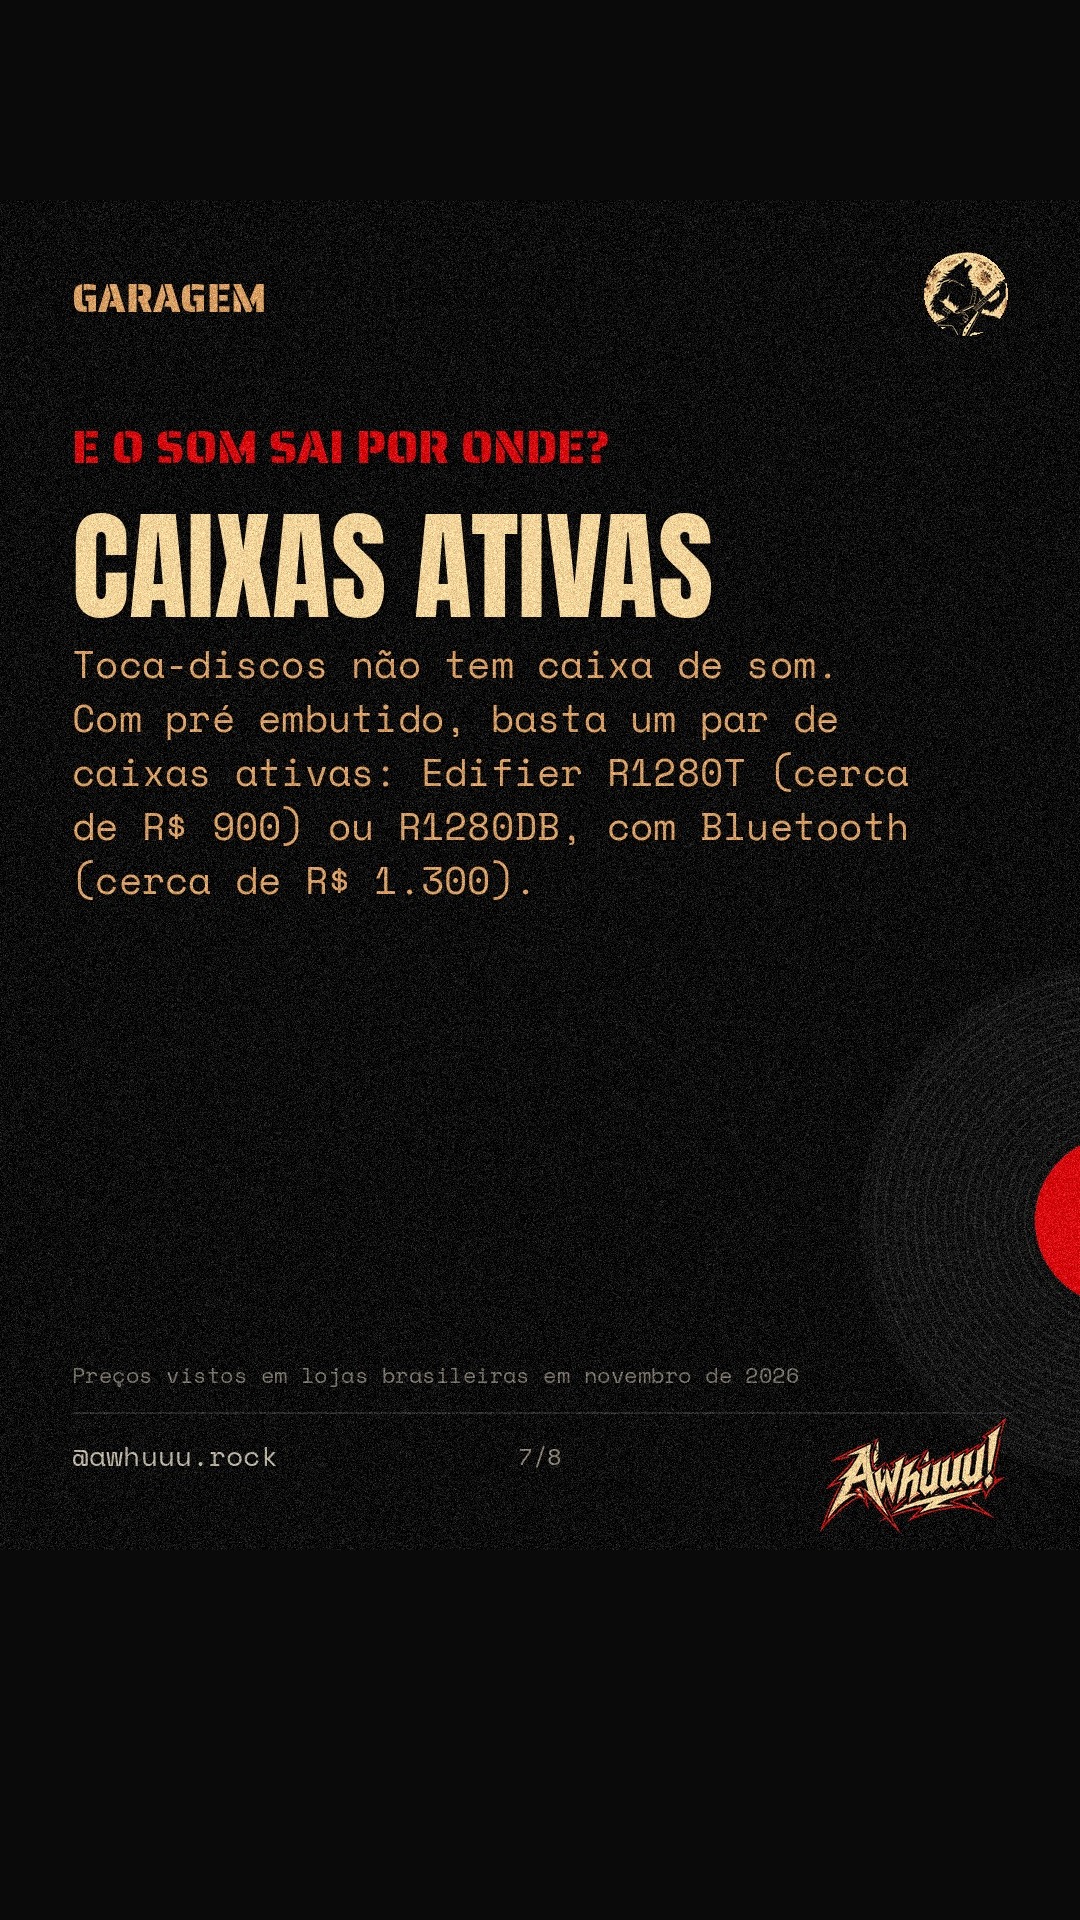 GARAGEM
E O SOM SAI POR ONDE?
CAIXAS ATIVAS
Toca-discos não tem caixa de som.
Com pré embutido, basta um par de
caixas ativas: Edifier R1280T (cerca
de R$ 900) ou R1280DB, com Bluetooth
(cerca de R$ 1.300).
Preços vistos em lojas brasileiras em novembro de 2026
@awhuuu.rock
7/8
Awhuuu!